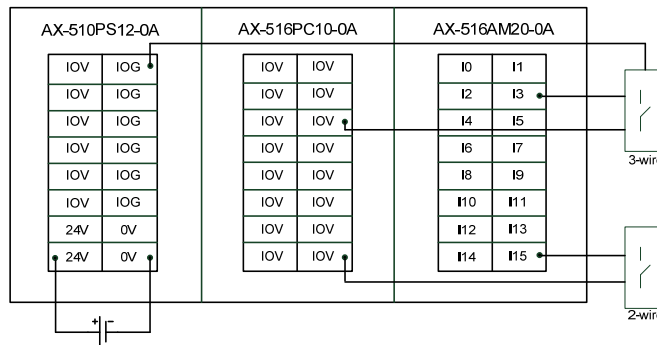 AX-510PS12-0A AX-516PC10-0A AX-516AM20-0A
IOV IOG IOV IOV I0 I1
IOV IOG IOV IOV I2 I3
IOV IOG IOV IOV I4 I5
IOV IOG IOV IOV I6 I7
IOV IOG IOV IOV I8 I9
IOV IOG IOV IOV I10 I11
24V 0V IOV IOV I12 I13
24V 0V IOV IOV I14 I15
3-wire
2-wire
+ -